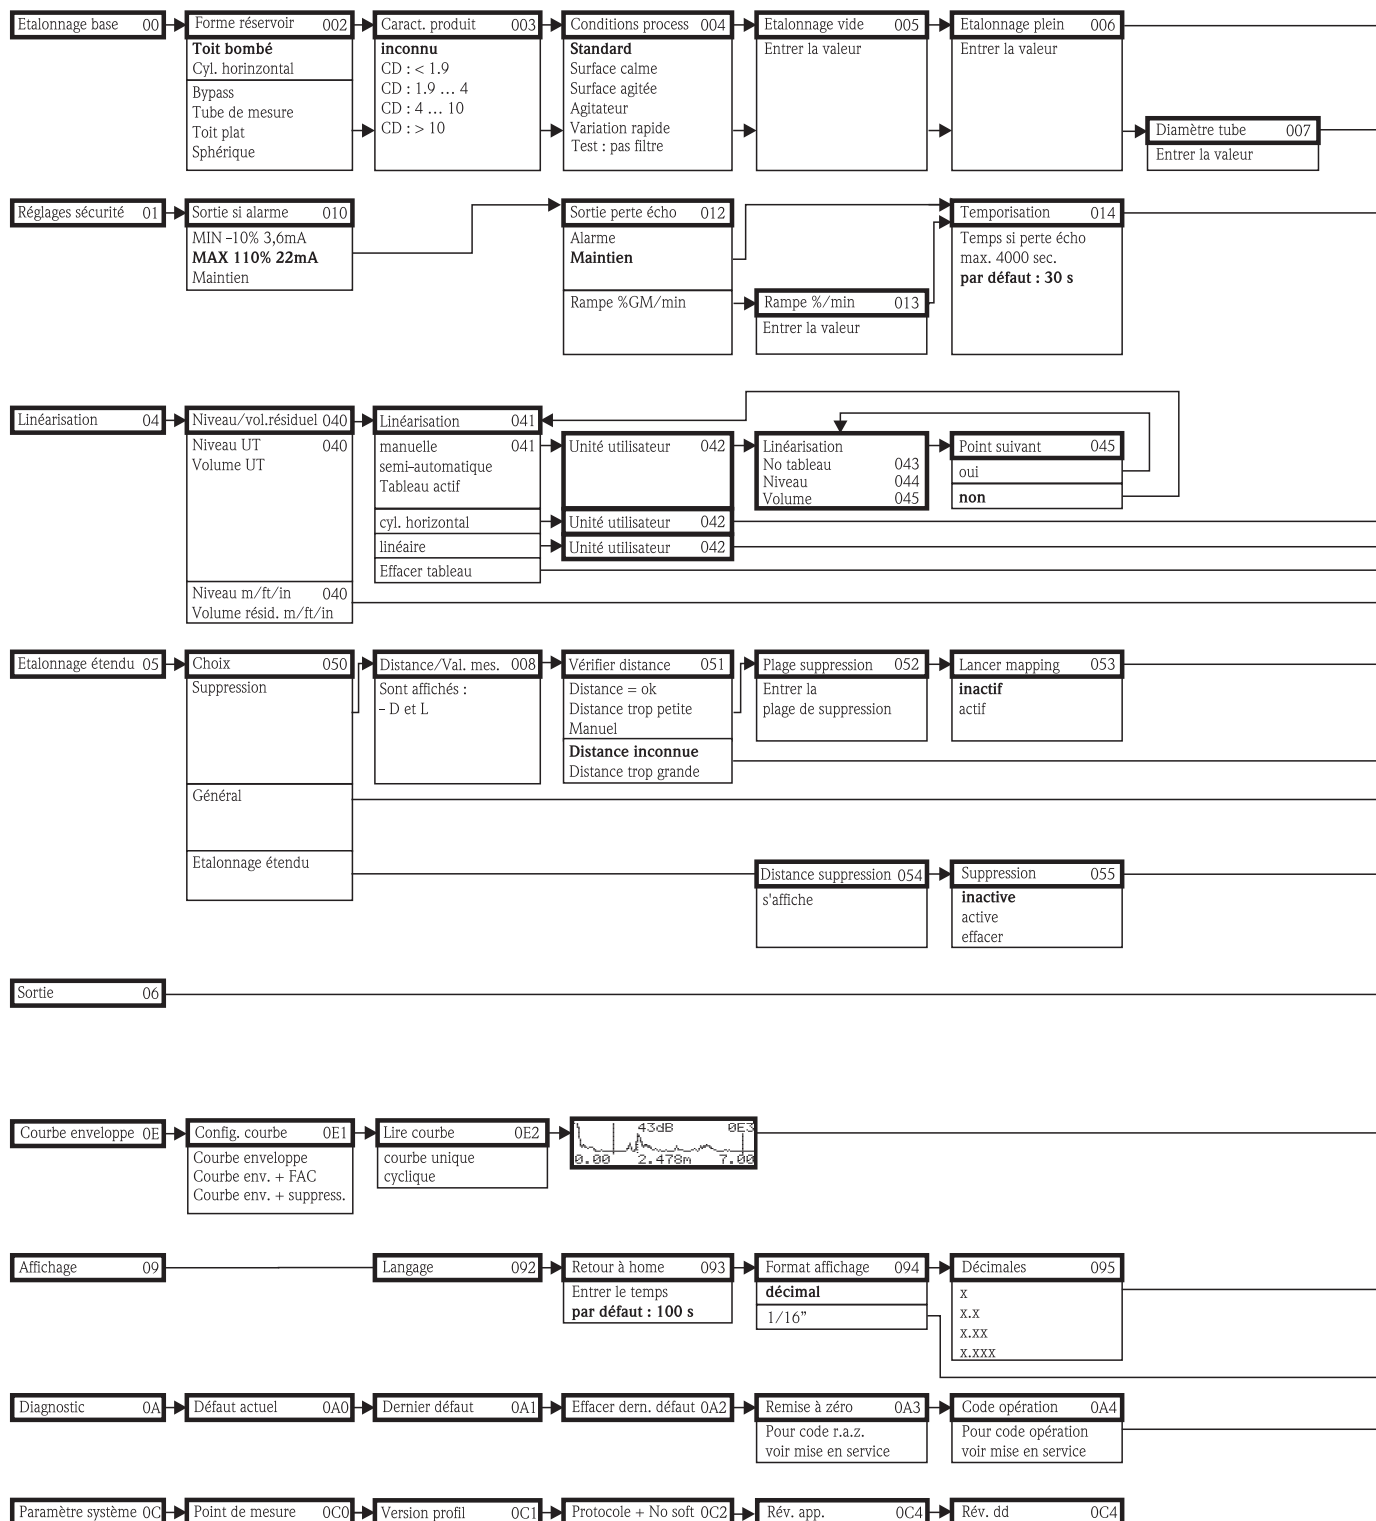 Etalonnage base 00
Forme réservoir 002
Toit bombé
Cyl. horinzontal
Bypass
Tube de mesure
Toit plat
Sphérique
Caract. produit 003
inconnu
CD : < 1.9
CD : 1.9 ... 4
CD : 4 ... 10
CD : > 10
Conditions process 004
Standard
Surface calme
Surface agitée
Agitateur
Variation rapide
Test : pas filtre
Etalonnage vide 005
Entrer la valeur
Etalonnage plein 006
Entrer la valeur
Diamètre tube 007
Entrer la valeur
Réglages sécurité 01
Sortie si alarme 010
MIN -10% 3,6mA
MAX 110% 22mA
Maintien
Sortie perte écho 012
Alarme
Maintien
Rampe %GM/min
Rampe %/min 013
Entrer la valeur
Temporisation 014
Temps si perte écho
max. 4000 sec.
par défaut : 30 s
Linéarisation 04
Niveau/vol.résiduel 040
Niveau UT 040
Volume UT
Niveau m/ft/in 040
Volume résid. m/ft/in
Linéarisation 041
manuelle 041
semi-automatique
Tableau actif
cyl. horizontal
linéaire
Effacer tableau
Unité utilisateur 042
Unité utilisateur 042
Unité utilisateur 042
Linéarisation
No tableau 043
Niveau 044
Volume 045
Point suivant 045
oui
non
Etalonnage étendu 05
Choix 050
Suppression
Général
Etalonnage étendu
Distance/Val. mes. 008
Sont affichés :
- D et L
Vérifier distance 051
Distance = ok
Distance trop petite
Manuel
Distance inconnue
Distance trop grande
Plage suppression 052
Entrer la
plage de suppression
Lancer mapping 053
inactif
actif
Distance suppression 054
s'affiche
Suppression 055
inactive
active
effacer
Sortie 06
Courbe enveloppe 0E
Config. courbe 0E1
Courbe enveloppe
Courbe env. + FAC
Courbe env. + suppress.
Lire courbe 0E2
courbe unique
cyclique
43dB 0E3
0.00 2.478m 7.00
Affichage 09
Langage 092
Retour à home 093
Entrer le temps
par défaut : 100 s
Format affichage 094
décimal
1/16”
Décimales 095
x
x.x
x.xx
x.xxx
Diagnostic 0A
Défaut actuel 0A0
Dernier défaut 0A1
Effacer dern. défaut 0A2
Remise à zéro 0A3
Pour code r.a.z.
voir mise en service
Code opération 0A4
Pour code opération
voir mise en service
Paramètre système 0C
Point de mesure 0C0
Version profil 0C1
Protocole + No soft 0C2
Rév. app. 0C4
Rév. dd 0C4